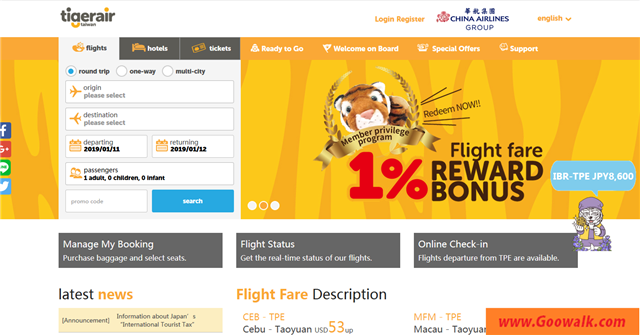 tigerair
taiwan
Login Register
華航集團
CHINA AIRLINES
GROUP
english
flights
hotels
tickets
Ready to Go
Welcome on Board
Special Offers
Support
round trip
one-way
multi-city
origin
please select
destination
please select
departing
2019/01/11
returning
2019/01/12
passengers
1 adult, 0 children, 0 infant
promo code
search
Redeem NOW!!
Member privilege
program
Flight fare
1% REWARD
BONUS
IBR-TPE JPY8,600
Manage My Booking
Purchase baggage and select seats.
Flight Status
Get the real-time status of our flights.
Online Check-in
Flights departure from TPE are available.
latest news
[Announcement] Information about Japan’s
“International Tourist Tax”
Flight Fare Description
CEB - TPE
Cebu - Taoyuan USD 53 up
MFM - TPE
Macau - Taoyuan
www.Goowalk.com